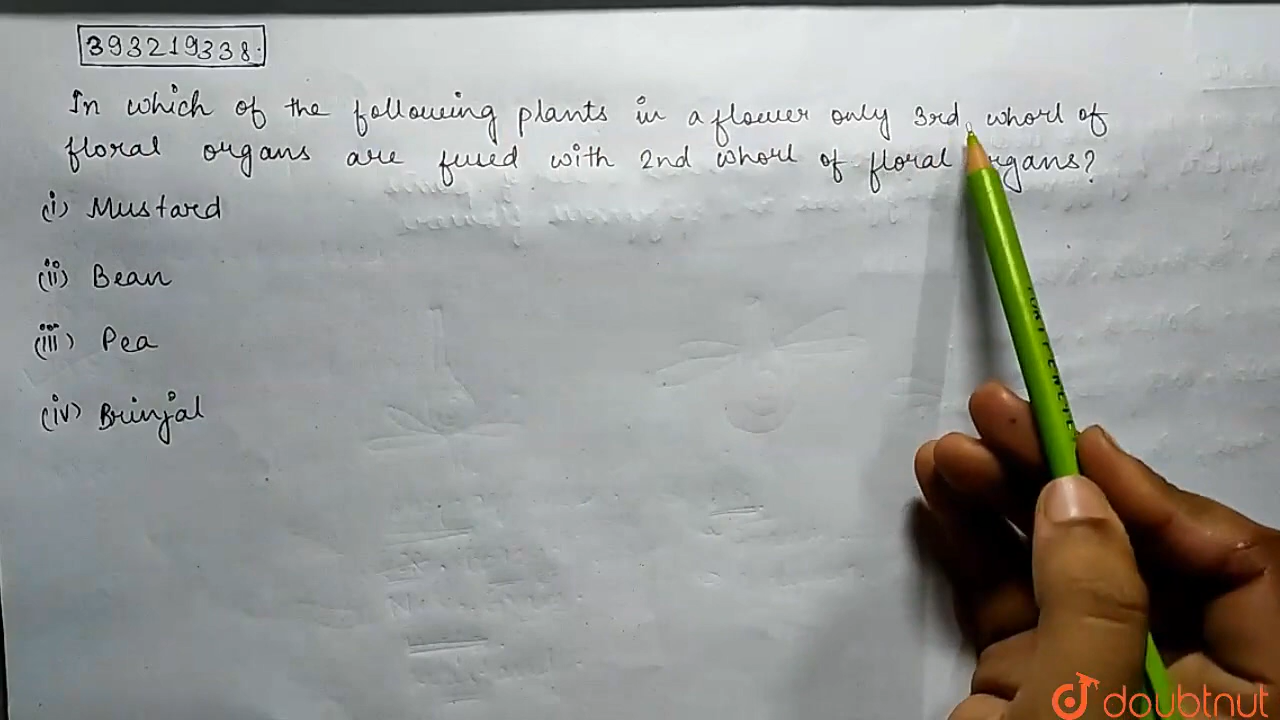 393219338.
In which of the following plants in a flower only 3rd whorl of
floral organs are fused with 2nd whorl of floral organs?
(i) Mustard
(ii) Bean
(iii) Pea
(iv) Brinjal
doubtnut